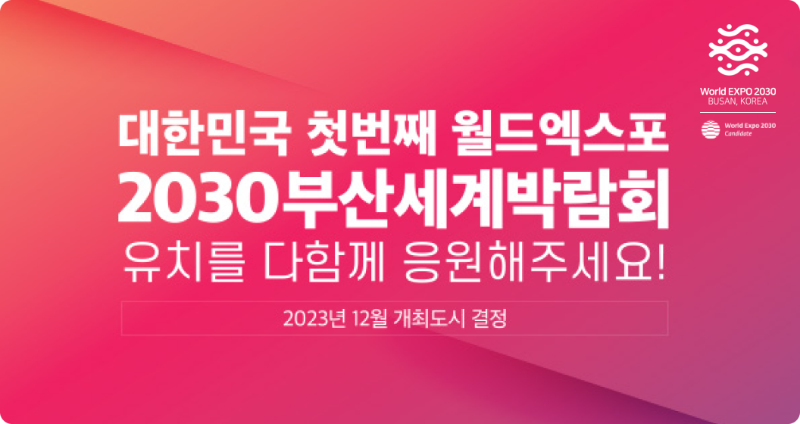 World EXPO 2030
BUSAN, KOREA
World Expo 2030
Candidate
대한민국 첫번째 월드엑스포
2030부산세계박람회
유치를 다함께 응원해주세요!
2023년 12월 개최도시 결정